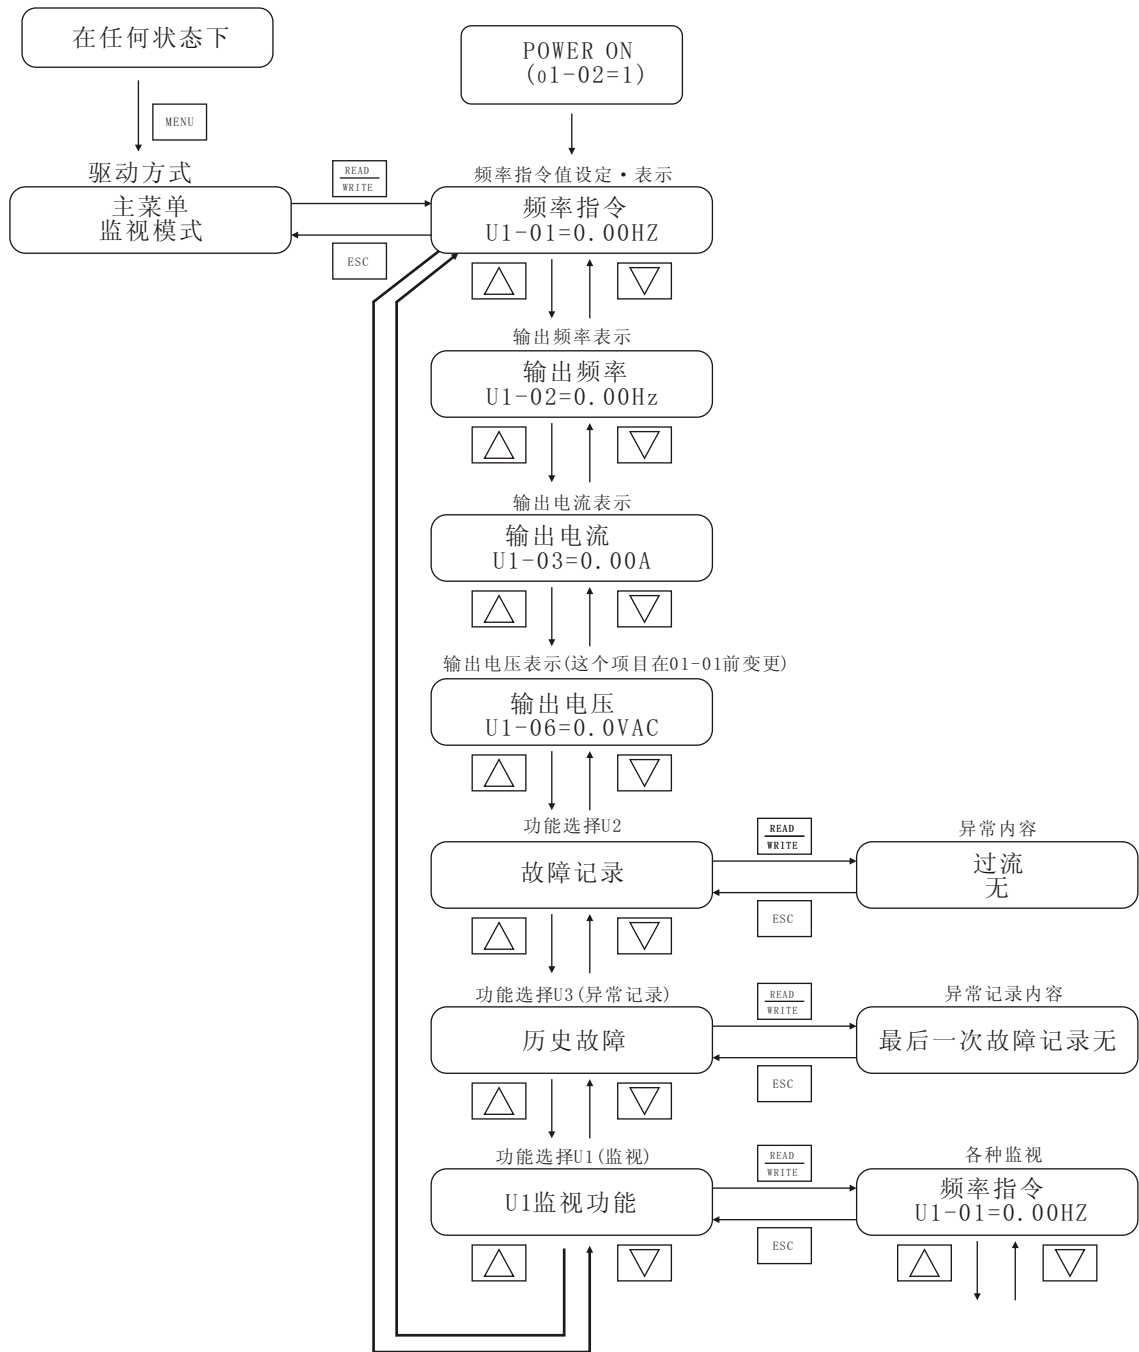 在任何状态下
POWER ON
(o1-02=1)
MENU
驱动方式
READ
WRITE
频率指令值设定·表示
主菜单
监视模式
频率指令
U1-01=0.00HZ
ESC
输出频率表示
输出频率
U1-02=0.00Hz
输出电流表示
输出电流
U1-03=0.00A
输出电压表示(这个项目在01-01前变更)
输出电压
U1-06=0.0VAC
功能选择U2
READ
WRITE
异常内容
故障记录
过流
无
ESC
功能选择U3(异常记录)
READ
WRITE
异常记录内容
历史故障
最后一次故障记录无
ESC
功能选择U1(监视)
READ
WRITE
各种监视
U1监视功能
频率指令
U1-01=0.00HZ
ESC